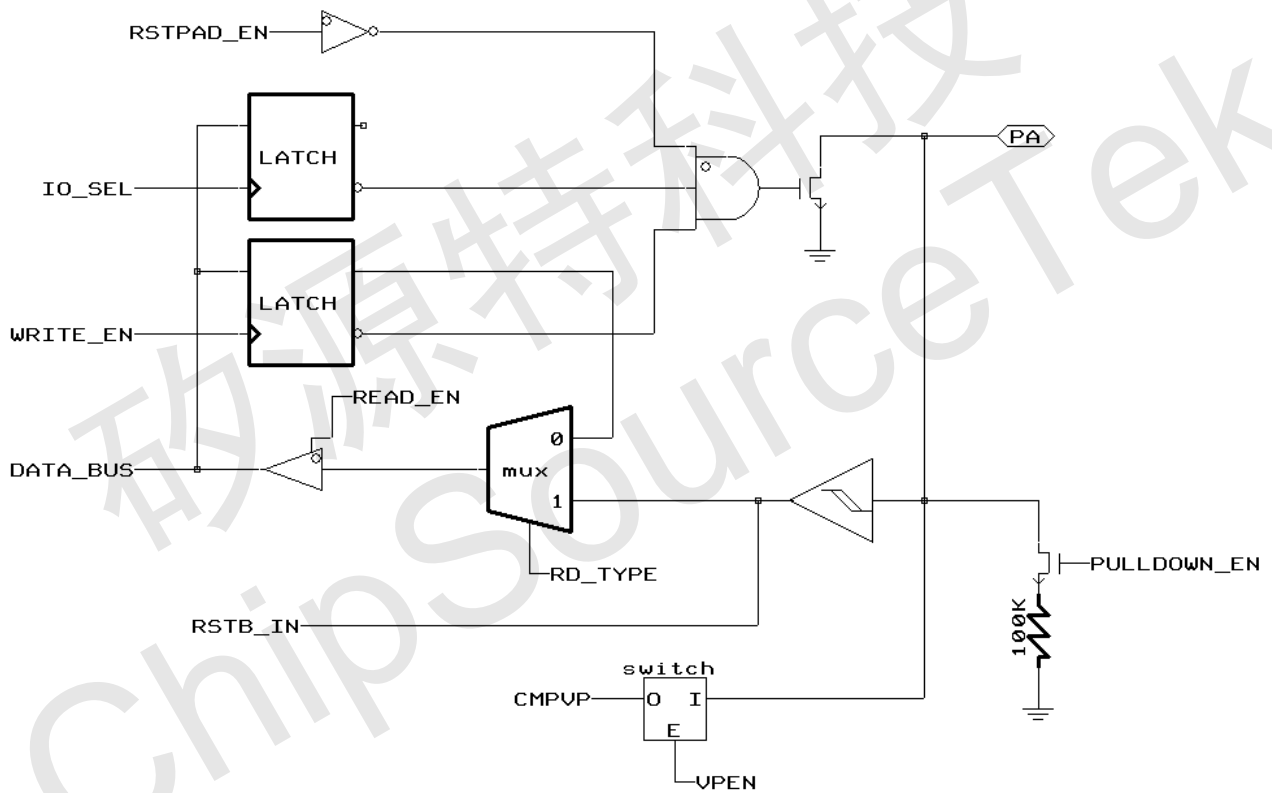 RSTPAD_EN
LATCH
PA
IO_SEL
LATCH
WRITE_EN
READ_EN
0
DATA_BUS
mux
1
RD_TYPE
PULLDOWN_EN
100K
RSTB_IN
switch
CMPVP
O I
E
VPEN
矽源特科技
ChipSourceTek